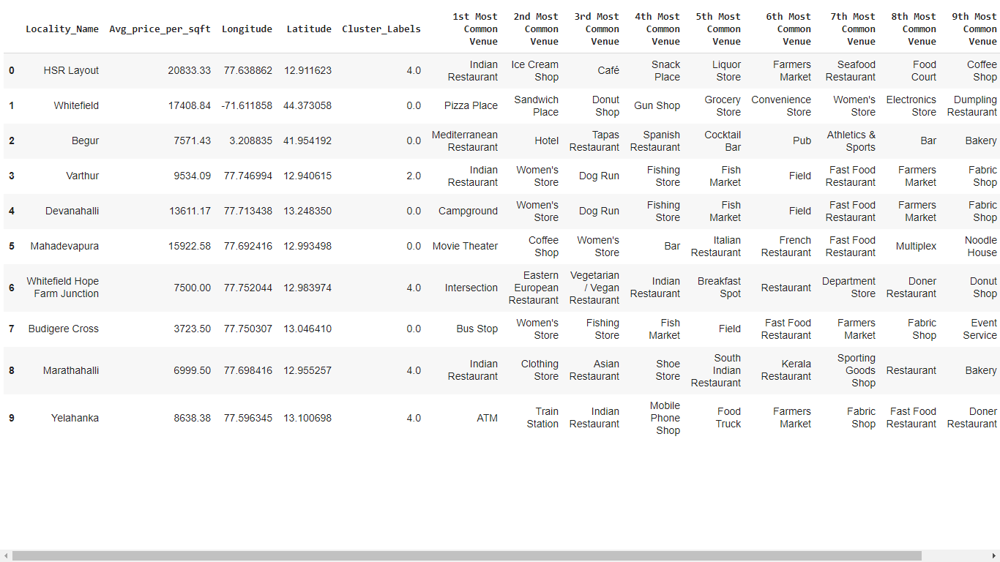 Locality_Name Avg_price_per_sqft Longitude Latitude Cluster_Labels 1st Most Common Venue 2nd Most Common Venue 3rd Most Common Venue 4th Most Common Venue 5th Most Common Venue 6th Most Common Venue 7th Most Common Venue 8th Most Common Venue 9th Most Common Venue
0 HSR Layout 20833.33 77.638862 12.911623 4.0 Indian Restaurant Ice Cream Shop Café Snack Place Liquor Store Farmers Market Seafood Restaurant Food Court Coffee Shop
1 Whitefield 17408.84 -71.611858 44.373058 0.0 Pizza Place Sandwich Place Donut Shop Gun Shop Grocery Store Convenience Store Women's Store Electronics Store Dumpling Restaurant
2 Begur 7571.43 3.208835 41.954192 0.0 Mediterranean Restaurant Hotel Tapas Restaurant Spanish Restaurant Cocktail Bar Pub Athletics & Sports Bar Bakery
3 Varthur 9534.09 77.746994 12.940615 2.0 Indian Restaurant Women's Store Dog Run Fishing Store Fish Market Field Fast Food Restaurant Farmers Market Fabric Shop
4 Devanahalli 13611.17 77.713438 13.248350 0.0 Campground Women's Store Dog Run Fishing Store Fish Market Field Fast Food Restaurant Farmers Market Fabric Shop
5 Mahadevapura 15922.58 77.692416 12.993498 0.0 Movie Theater Coffee Shop Women's Store Bar Italian Restaurant French Restaurant Fast Food Restaurant Multiplex Noodle House
6 Whitefield Hope Farm Junction 7500.00 77.752044 12.983974 4.0 Intersection Eastern European Restaurant Vegetarian / Vegan Restaurant Indian Restaurant Breakfast Spot Restaurant Department Store Doner Restaurant Donut Shop
7 Budigere Cross 3723.50 77.750307 13.046410 0.0 Bus Stop Women's Store Fishing Store Fish Market Field Fast Food Restaurant Farmers Market Fabric Shop Event Service
8 Marathahalli 6999.50 77.698416 12.955257 4.0 Indian Restaurant Clothing Store Asian Restaurant Shoe Store South Indian Restaurant Kerala Restaurant Sporting Goods Shop Restaurant Bakery
9 Yelahanka 8638.38 77.596345 13.100698 4.0 ATM Train Station Indian Restaurant Mobile Phone Shop Food Truck Farmers Market Fabric Shop Fast Food Restaurant Doner Restaurant